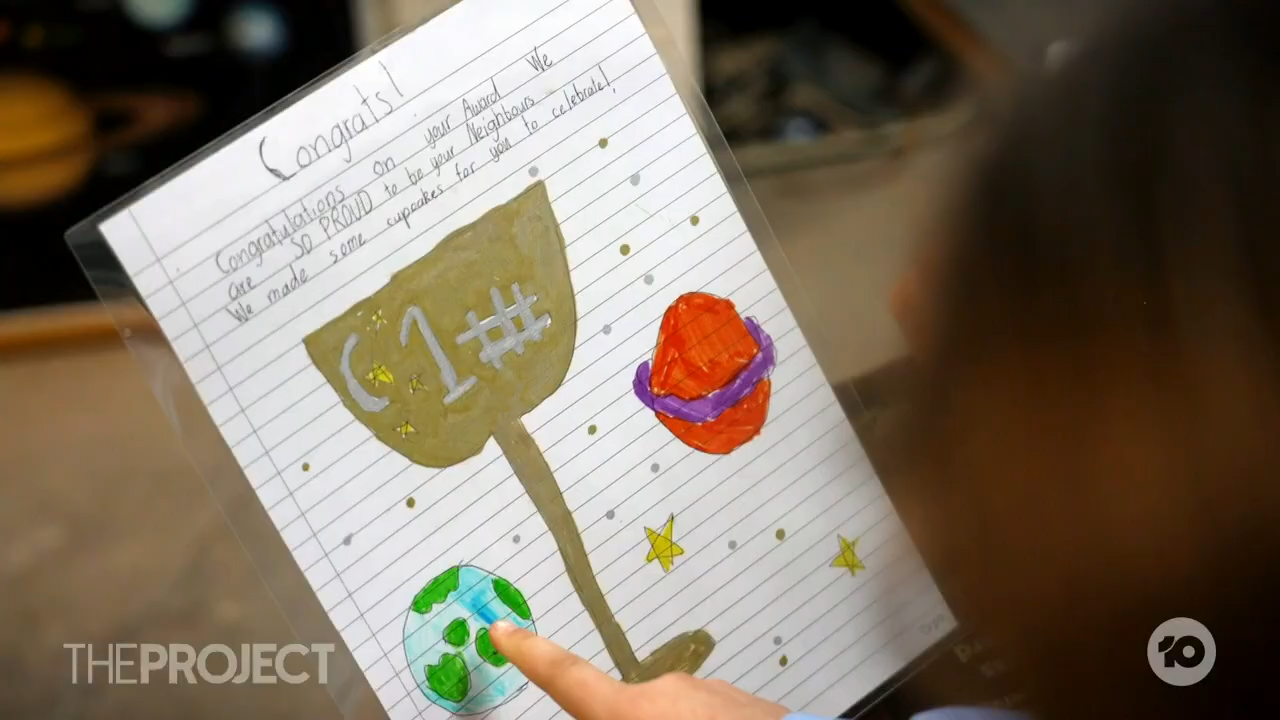 Congrats!
Congratulations on your Award We
are SO PROUD to be your Neighbours
We made some cupcakes for you to celebrate!
1#
THEPROJECT
10